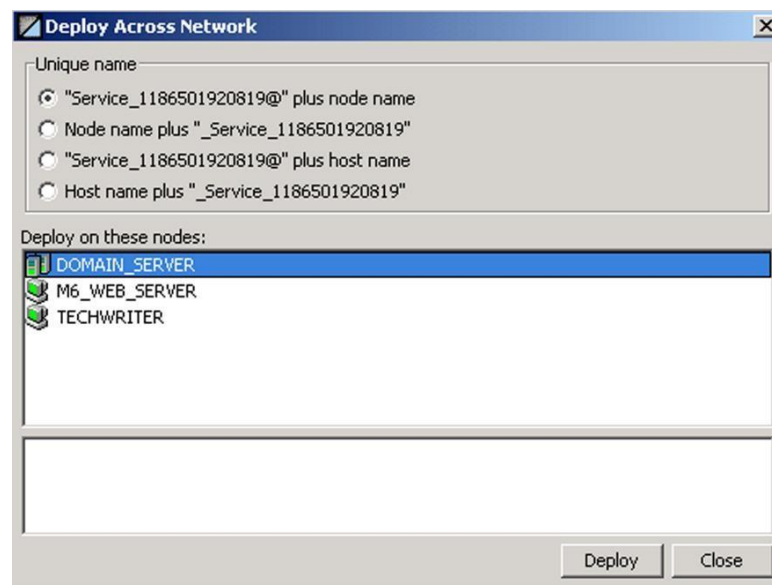 Deploy Across Network
Unique name
"Service_1186501920819@" plus node name
Node name plus "_Service_1186501920819"
"Service_1186501920819@" plus host name
Host name plus "_Service_1186501920819"
Deploy on these nodes:
DOMAIN_SERVER
M6_WEB_SERVER
TECHWRITER
Deploy Close